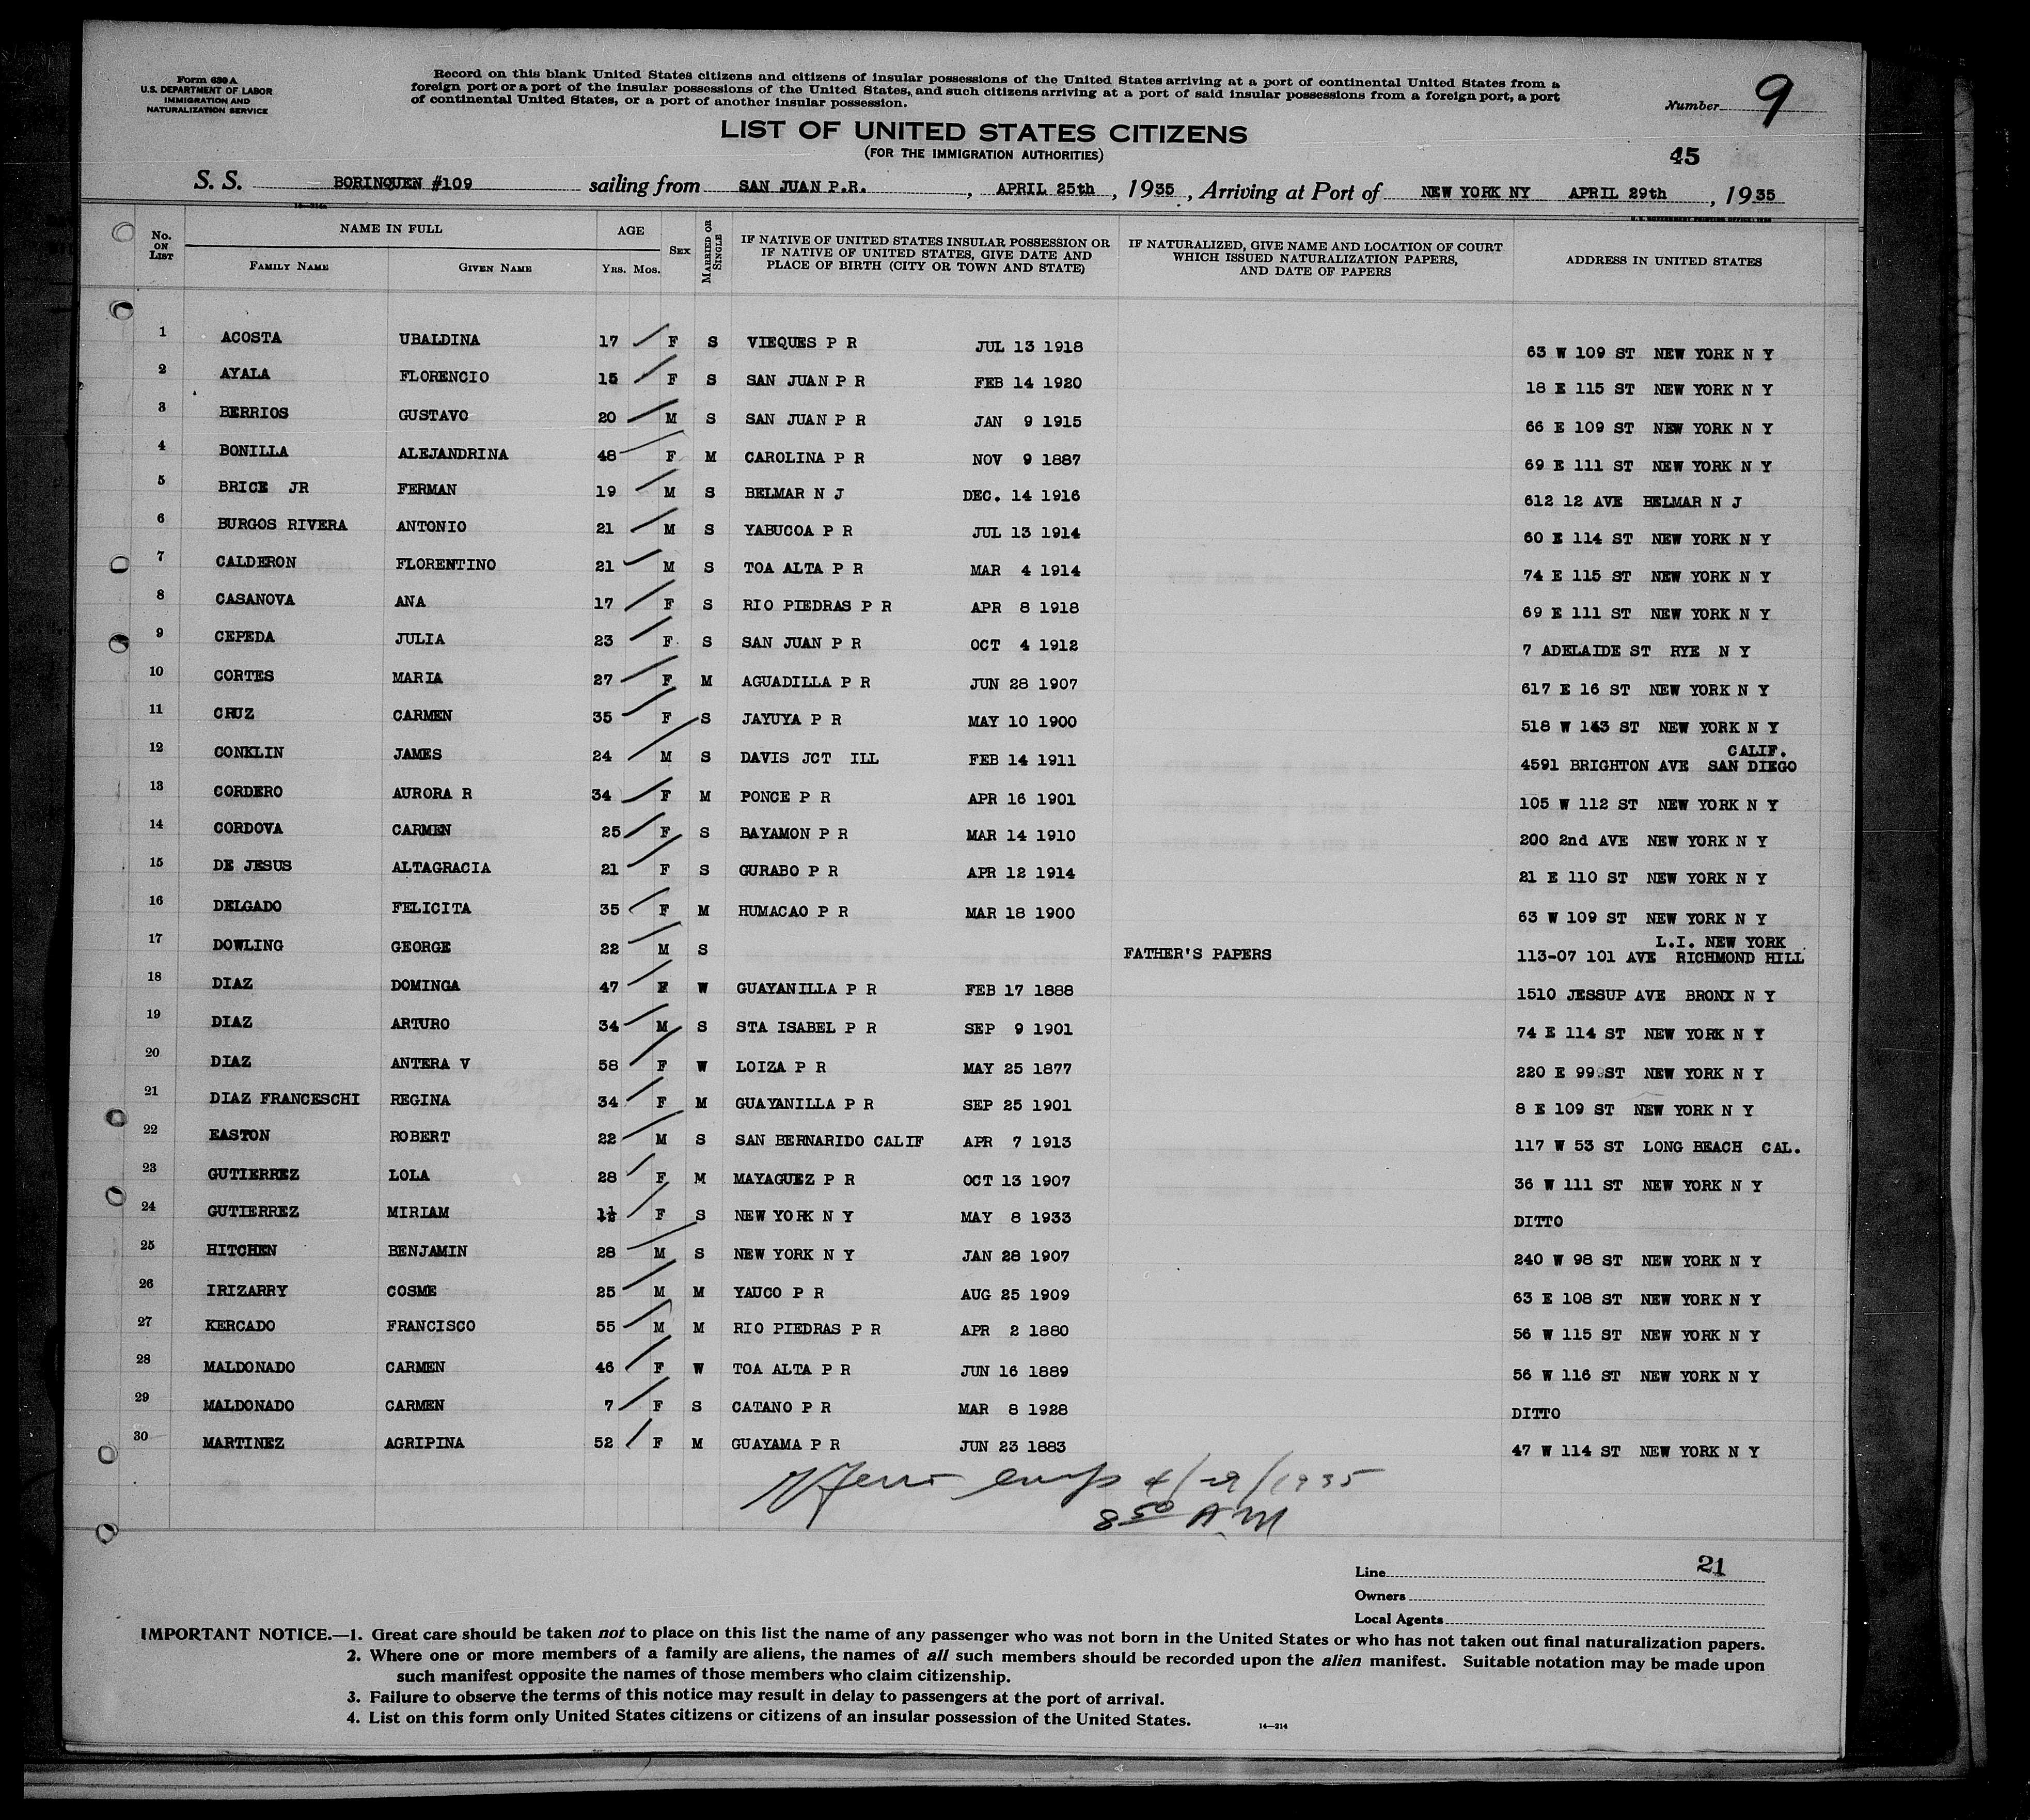 Form 630 A
U.S. DEPARTMENT OF LABOR
IMMIGRATION AND
NATURALIZATION SERVICE
Record on this blank United States citizens and citizens of insular possessions of the United States arriving at a port of continental United States from a
foreign port or a port of the insular possessions of the United States, and such citizens arriving at a port of said insular possessions from a foreign port, a port
of continental United States, or a port of another insular possession.
Number 9
LIST OF UNITED STATES CITIZENS
(FOR THE IMMIGRATION AUTHORITIES)
45
S. S. BORINQUEN #109 sailing from SAN JUAN P.R. , APRIL 25th , 1935 , Arriving at Port of NEW YORK NY APRIL 29th , 1935
No. ON LIST NAME IN FULL FAMILY NAME GIVEN NAME AGE YRS. MOS. SEX MARRIED OR SINGLE IF NATIVE OF UNITED STATES INSULAR POSSESSION OR IF NATIVE OF UNITED STATES, GIVE DATE AND PLACE OF BIRTH (CITY OR TOWN AND STATE) IF NATURALIZED, GIVE NAME AND LOCATION OF COURT WHICH ISSUED NATURALIZATION PAPERS, AND DATE OF PAPERS ADDRESS IN UNITED STATES
1 ACOSTA UBALDINA 17 F S VIEQUES P R JUL 13 1918 63 W 109 ST NEW YORK N Y
2 AYALA FLORENCIO 15 F S SAN JUAN P R FEB 14 1920 18 E 115 ST NEW YORK N Y
3 BERRIOS GUSTAVO 20 M S SAN JUAN P R JAN 9 1915 66 E 109 ST NEW YORK N Y
4 BONILLA ALEJANDRINA 48 F M CAROLINA P R NOV 9 1887 69 E 111 ST NEW YORK N Y
5 BRICE JR FERMAN 19 M S BELMAR N J DEC. 14 1916 612 12 AVE BELMAR N J
6 BURGOS RIVERA ANTONIO 21 M S YABUCOA P R JUL 13 1914 60 E 114 ST NEW YORK N Y
7 CALDERON FLORENTINO 21 M S TOA ALTA P R MAR 4 1914 74 E 115 ST NEW YORK N Y
8 CASANOVA ANA 17 F S RIO PIEDRAS P R APR 8 1918 69 E 111 ST NEW YORK N Y
9 CEPEDA JULIA 23 F S SAN JUAN P R OCT 4 1912 7 ADELAIDE ST RYE N Y
10 CORTES MARIA 27 F M AGUADILLA P R JUN 28 1907 617 E 16 ST NEW YORK N Y
11 CRUZ CARMEN 35 F S JAYUYA P R MAY 10 1900 518 W 143 ST NEW YORK N Y
12 CONKLIN JAMES 24 M S DAVIS JCT ILL FEB 14 1911 4591 BRIGHTON AVE SAN DIEGO CALIF.
13 CORDERO AURORA R 34 F M PONCE P R APR 16 1901 105 W 112 ST NEW YORK N Y
14 CORDOVA CARMEN 25 F S BAYAMON P R MAR 14 1910 200 2nd AVE NEW YORK N Y
15 DE JESUS ALTAGRACIA 21 F S GURABO P R APR 12 1914 21 E 110 ST NEW YORK N Y
16 DELGADO FELICITA 35 F M HUMACAO P R MAR 18 1900 63 W 109 ST NEW YORK N Y
17 DOWLING GEORGE 22 M S FATHER'S PAPERS 113-07 101 AVE RICHMOND HILL L.I. NEW YORK
18 DIAZ DOMINGA 47 F W GUAYANILLA P R FEB 17 1888 1510 JESSUP AVE BRONX N Y
19 DIAZ ARTURO 34 M S STA ISABEL P R SEP 9 1901 74 E 114 ST NEW YORK N Y
20 DIAZ ANTERA V 58 F W LOIZA P R MAY 25 1877 220 E 99 ST NEW YORK N Y
21 DIAZ FRANCESCHI REGINA 34 F M GUAYANILLA P R SEP 25 1901 8 E 109 ST NEW YORK N Y
22 EASTON ROBERT 22 M S SAN BERNARIDO CALIF APR 7 1913 117 W 53 ST LONG BEACH CAL.
23 GUTIERREZ LOLA 28 F M MAYAGUEZ P R OCT 13 1907 36 W 111 ST NEW YORK N Y
24 GUTIERREZ MIRIAM F S NEW YORK N Y MAY 8 1933 DITTO
25 HITCHEN BENJAMIN 28 M S NEW YORK N Y JAN 28 1907 240 W 98 ST NEW YORK N Y
26 IRIZARRY COSME 25 M M YAUCO P R AUG 25 1909 63 E 108 ST NEW YORK N Y
27 KERCADO FRANCISCO 55 M M RIO PIEDRAS P R APR 2 1880 56 W 115 ST NEW YORK N Y
28 MALDONADO CARMEN 46 F W TOA ALTA P R JUN 16 1889 56 W 116 ST NEW YORK N Y
29 MALDONADO CARMEN 7 F S CATANO P R MAR 8 1928 DITTO
30 MARTINEZ AGRIPINA 52 F M GUAYAMA P R JUN 23 1883 47 W 114 ST NEW YORK N Y
4/29/1935
8 50 A.M
21
Line
Owners
Local Agents
IMPORTANT NOTICE.—1. Great care should be taken not to place on this list the name of any passenger who was not born in the United States or who has not taken out final naturalization papers.
2. Where one or more members of a family are aliens, the names of all such members should be recorded upon the alien manifest. Suitable notation may be made upon
such manifest opposite the names of those members who claim citizenship.
3. Failure to observe the terms of this notice may result in delay to passengers at the port of arrival.
4. List on this form only United States citizens or citizens of an insular possession of the United States.
14—214